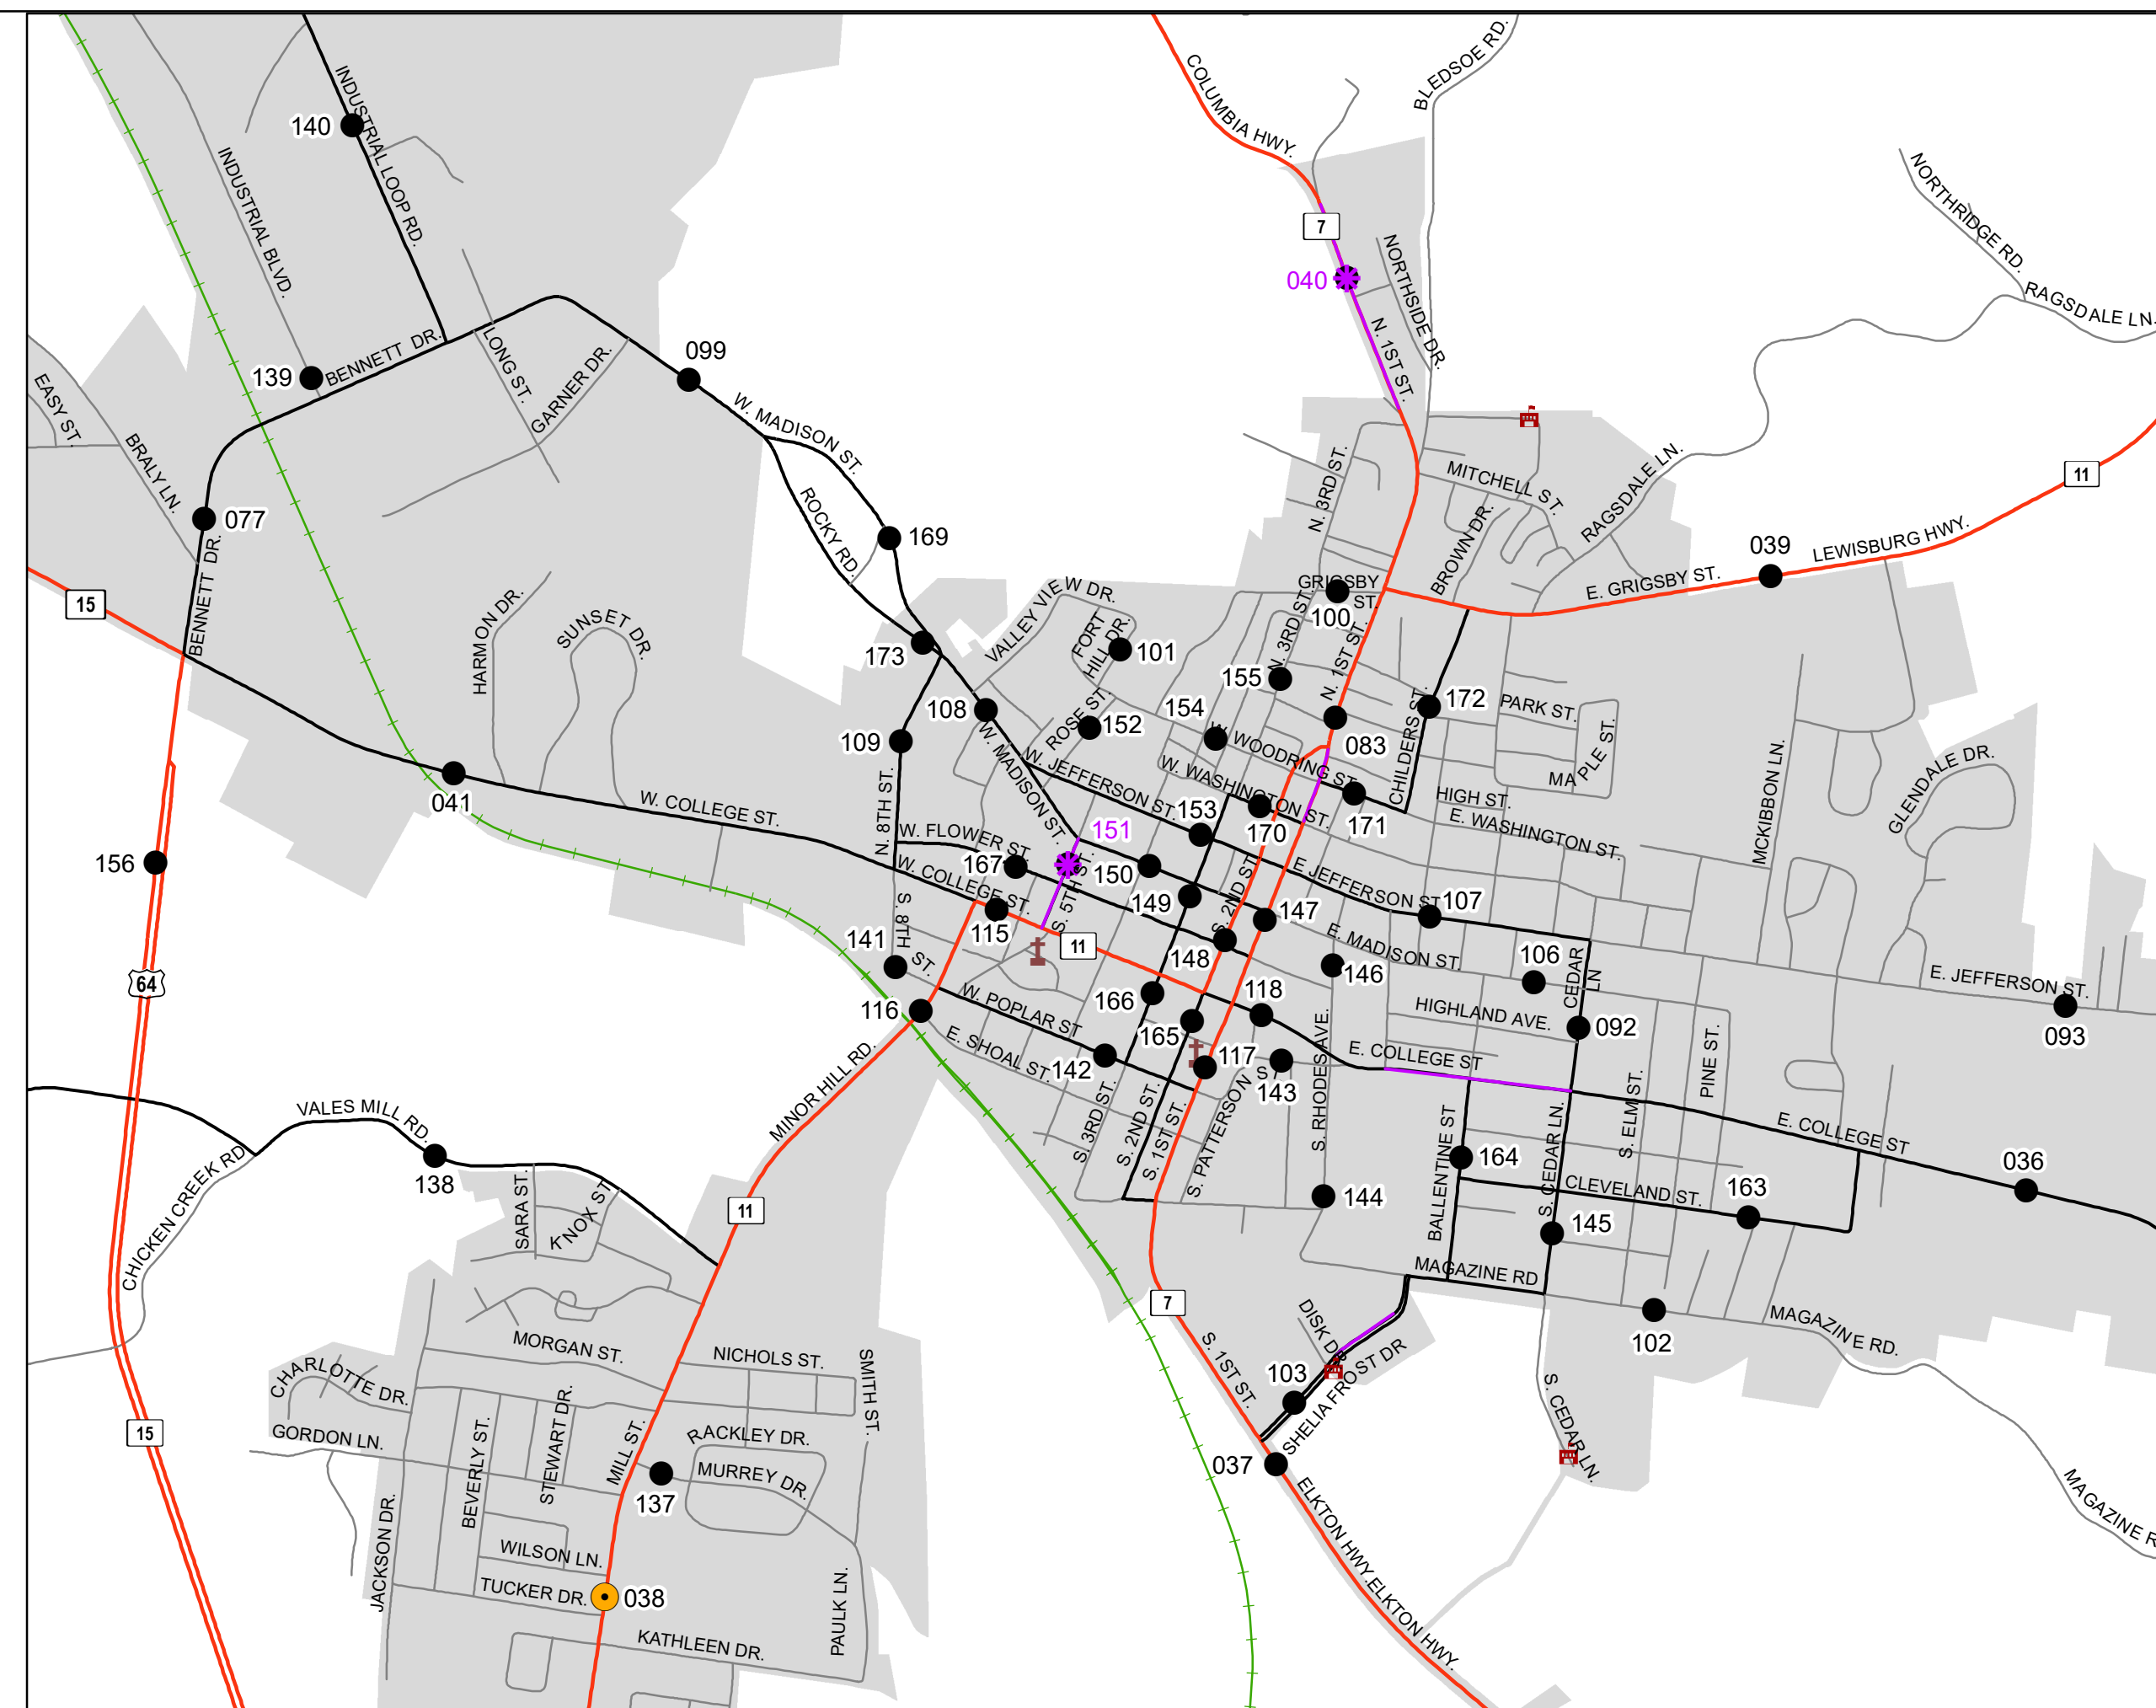 COLUMBIA HWY.
BLEDSOE RD.
INDUSTRIAL LOOP RD.
140
INDUSTRIAL BLVD.
NORTHRIDGE RD.
RAGSDALE LN.
7
040
NORTHSIDE DR.
N. 1ST ST.
139
BENNETT DR.
LONG ST.
GARNER DR.
099
W. MADISON ST.
EASY ST.
BRALY LN.
077
BENNETT DR.
ROCKY RD.
169
N. 3RD ST.
MITCHELL ST.
BROWN DR.
RAGSDALE LN.
11
039
LEWISBURG HWY.
E. GRIGSBY ST.
15
HARMON DR.
SUNSET DR.
173
VALLEY VIEW DR.
FORT
HILL DR.
101
GRIGSBY
ST.
100
N. 3RD ST.
155
N. 1ST ST.
108
109
ROSE ST.
152
154
W. WOODRING ST.
083
CHILDERS ST.
172
PARK ST.
MAPLE ST.
041
W. COLLEGE ST.
N. 8TH ST.
W. MADISON ST.
W. JEFFERSON ST.
W. WASHINGTON ST.
153
170
171
HIGH ST.
E. WASHINGTON ST.
MCKIBBON LN.
GLENDALE DR.
156
W. FLOWER ST.
167
151
150
W. COLLEGE ST.
S. 5TH ST.
149
S. 2ND ST.
147
E. JEFFERSON ST.
107
115
11
148
E. MADISON ST.
146
106
CEDAR
LN
E. JEFFERSON ST.
093
64
141
S. 8TH
ST.
116
W. POPLAR ST
166
165
118
HIGHLAND AVE.
092
E. SHOAL ST.
142
117
143
S. RHODES AVE.
E. COLLEGE ST
PINE ST.
MINOR HILL RD.
S. 3RD ST.
S. 2ND ST.
S. 1ST ST.
S. PATTERSON ST
144
BALLENTINE ST
164
S. CEDAR LN.
S. ELM ST.
CLEVELAND ST.
163
E. COLLEGE ST
036
145
VALES MILL RD.
138
CHICKEN CREEK RD
SARA ST.
KNOX ST.
11
7
MAGAZINE RD
102
MAGAZINE RD.
MORGAN ST.
NICHOLS ST.
SMITH ST.
CHARLOTTE DR.
GORDON LN.
15
BEVERLY ST.
STEWART DR.
MILL ST.
RACKLEY DR.
MURREY DR.
137
S. 1ST ST.
DISK DR
103
SHELIA FROST DR
037
S. CEDAR LN.
MAGAZINE R
JACKSON DR.
WILSON LN.
TUCKER DR.
038
KATHLEEN DR.
PAULK LN.
ELKTON HWY.
ELKTON HWY.